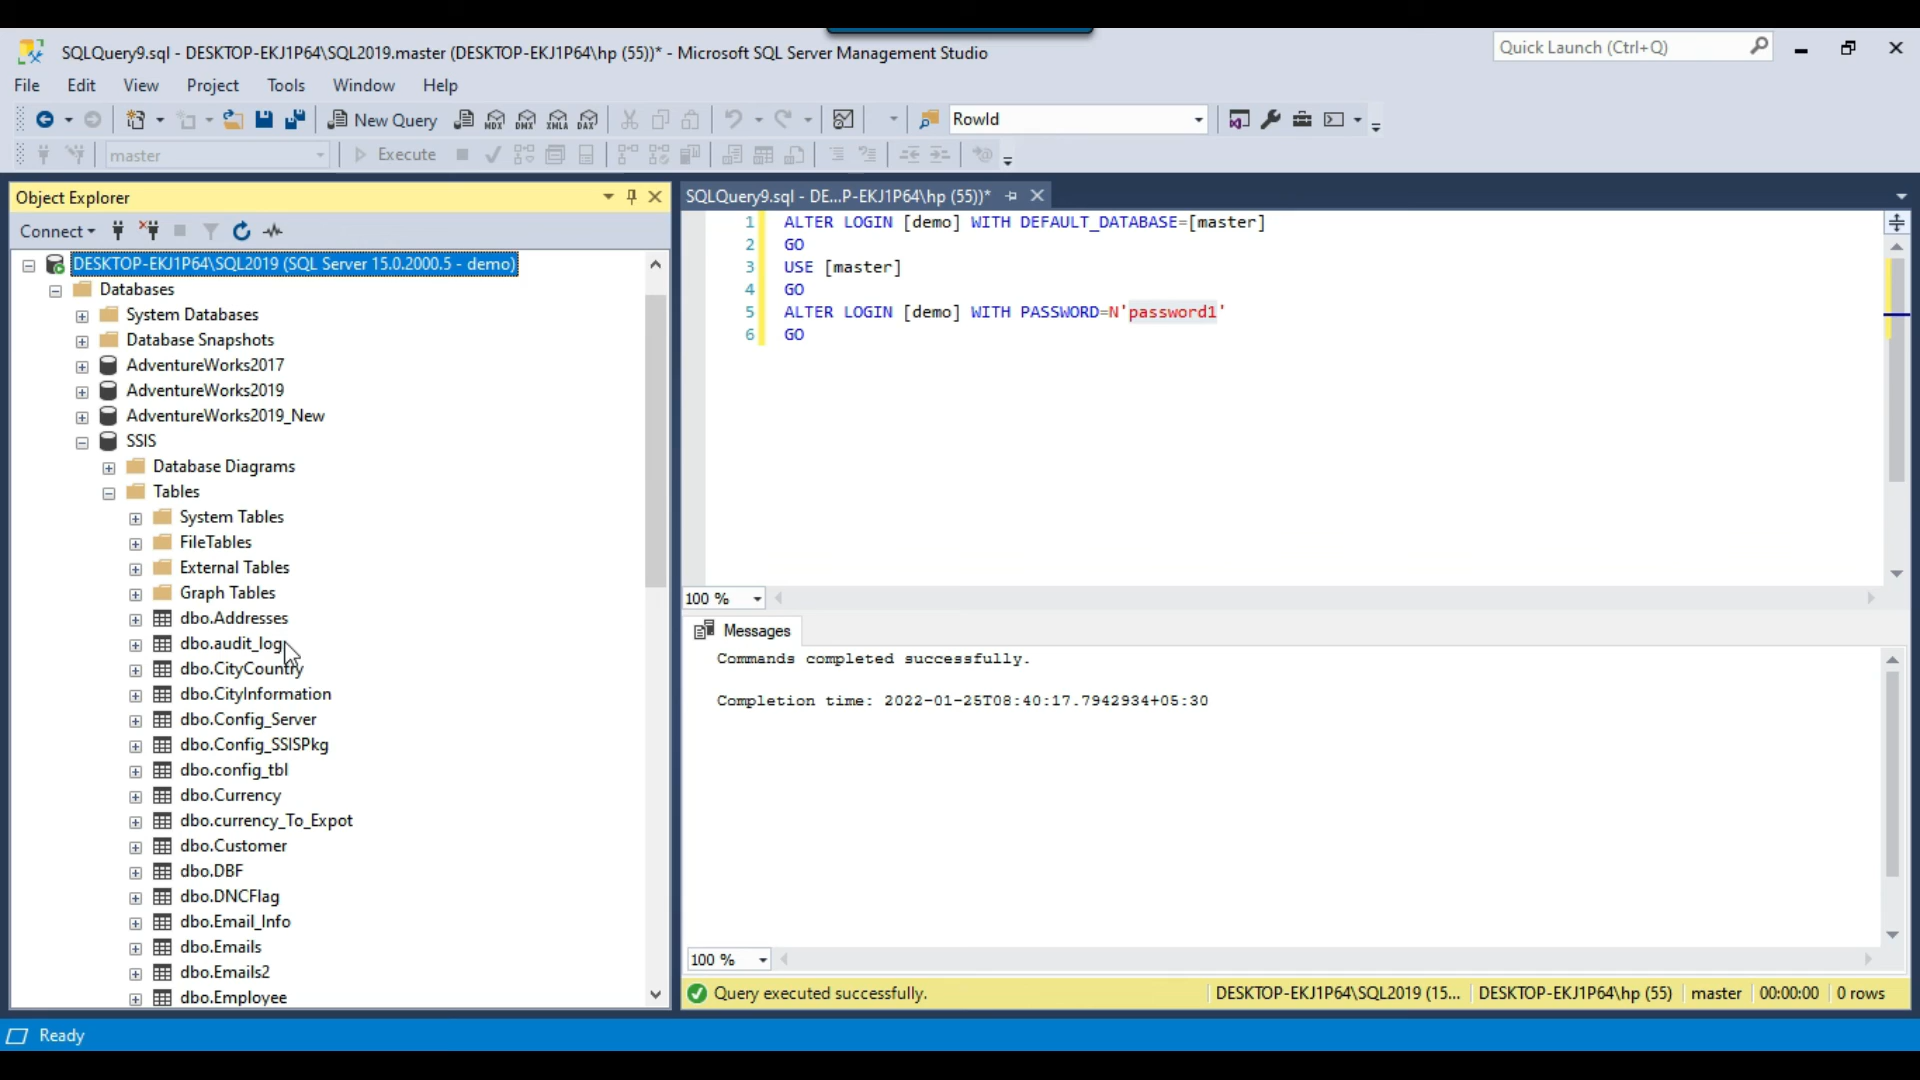 SQLQuery9.sql - DESKTOP-EKJ1P64\SQL2019.master (DESKTOP-EKJ1P64\hp (55))* - Microsoft SQL Server Management Studio
Quick Launch (Ctrl+Q)
File Edit View Project Tools Window Help
New Query MDX DMX XMLA DAX RowId
master Execute
Object Explorer
Connect
DESKTOP-EKJ1P64\SQL2019 (SQL Server 15.0.2000.5 - demo)
Databases
System Databases
Database Snapshots
AdventureWorks2017
AdventureWorks2019
AdventureWorks2019_New
SSIS
Database Diagrams
Tables
System Tables
FileTables
External Tables
Graph Tables
dbo.Addresses
dbo.audit_log
dbo.CityCountry
dbo.CityInformation
dbo.Config_Server
dbo.Config_SSISPkg
dbo.config_tbl
dbo.Currency
dbo.currency_To_Expot
dbo.Customer
dbo.DBF
dbo.DNCFlag
dbo.Email_Info
dbo.Emails
dbo.Emails2
dbo.Employee
SQLQuery9.sql - DE...P-EKJ1P64\hp (55))*
1 ALTER LOGIN [demo] WITH DEFAULT_DATABASE=[master]
2 GO
3 USE [master]
4 GO
5 ALTER LOGIN [demo] WITH PASSWORD=N'password1'
6 GO
100 %
Messages
Commands completed successfully.
Completion time: 2022-01-25T08:40:17.7942934+05:30
100 %
Query executed successfully. DESKTOP-EKJ1P64\SQL2019 (15... DESKTOP-EKJ1P64\hp (55) master 00:00:00 0 rows
Ready